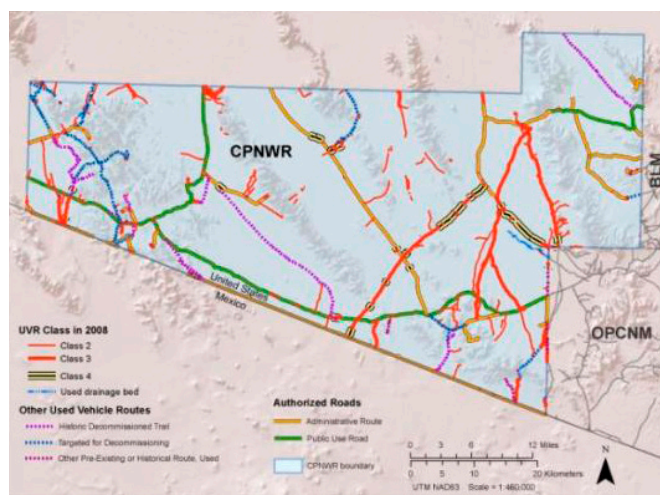 CPNWR
BLM
United States
Mexico
OPCNM
UVR Class in 2008
Class 2
Class 3
Class 4
Used drainage bed
Other Used Vehicle Routes
Historic Decommissioned Trail
Targeted for Decommissioning
Other Pre-Existing or Historical Route, Used
Authorized Roads
Administrative Route
Public Use Road
CPNWR boundary
0 3 6 12 Miles
0 5 10 20 Kilometers
UTM NAD83 Scale = 1:460,000
N